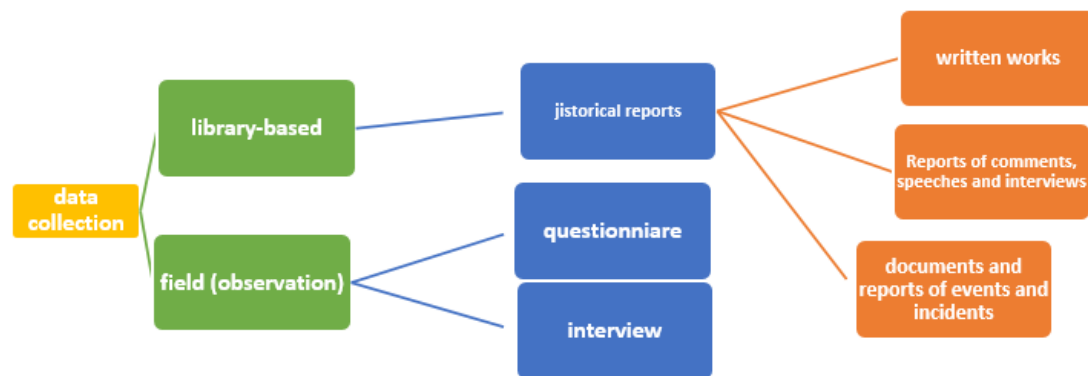 data
collection
library-based
field (observation)
jistorical reports
questionniare
interview
written works
Reports of comments,
speeches and interviews
documents and
reports of events and
incidents